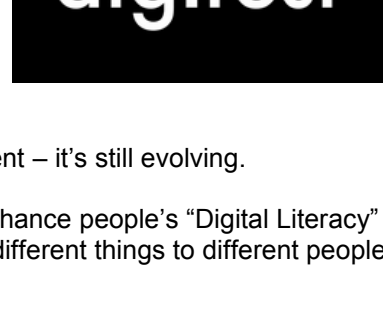 ent – it’s still evolving.
hance people’s “Digital Literacy”
different things to different people